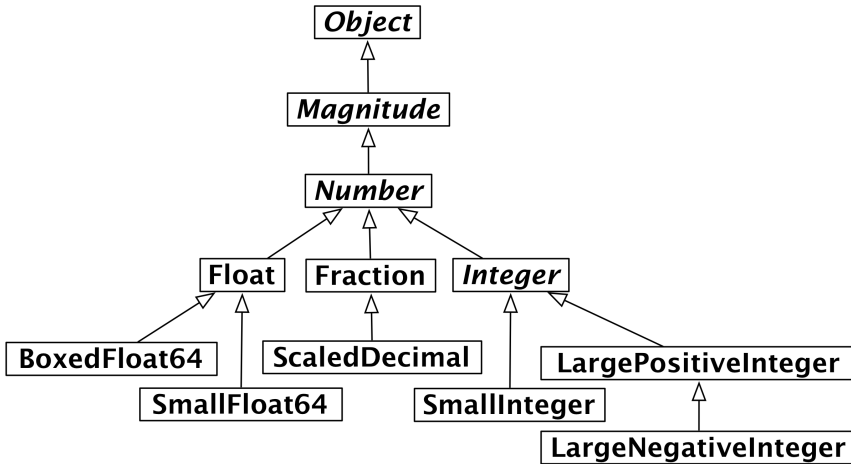 Object
Magnitude
Number
Float
Fraction
Integer
BoxedFloat64
ScaledDecimal
LargePositiveInteger
SmallFloat64
SmallInteger
LargeNegativeInteger